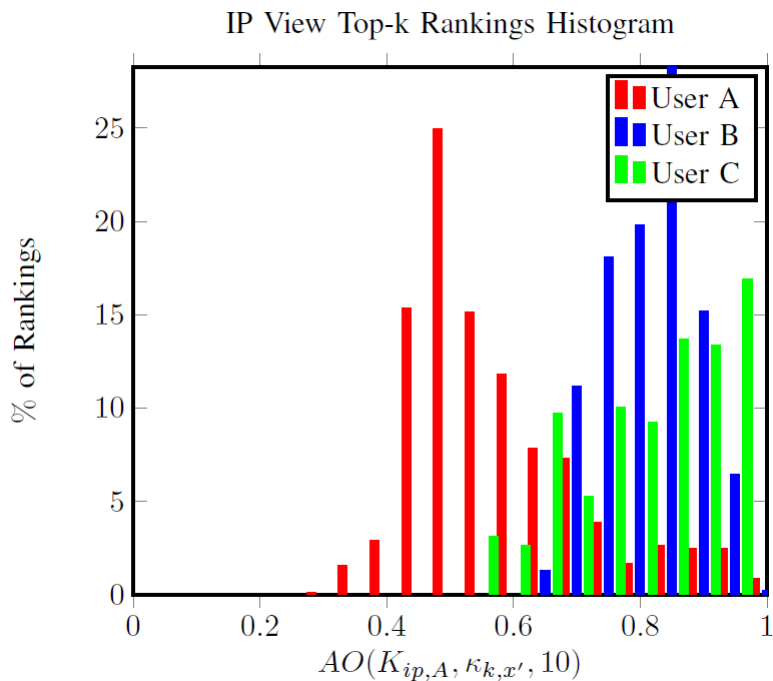 IP View Top-k Rankings Histogram
User A
User B
User C
% of Rankings
25
20
15
10
5
0
0 0.2 0.4 0.6 0.8 1
AO(K_{ip,A}, κ_{k,x′}, 10)